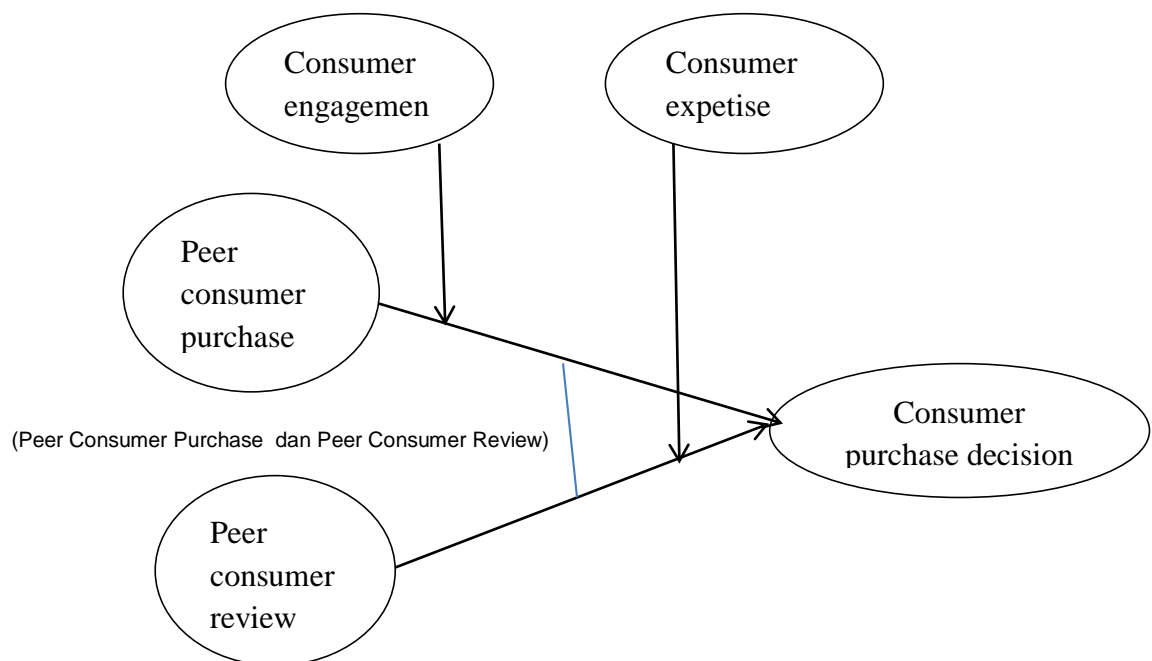 Consumer
engagemen
Consumer
expetise
Peer
consumer
purchase
(Peer Consumer Purchase dan Peer Consumer Review)
Consumer
purchase decision
Peer
consumer
review